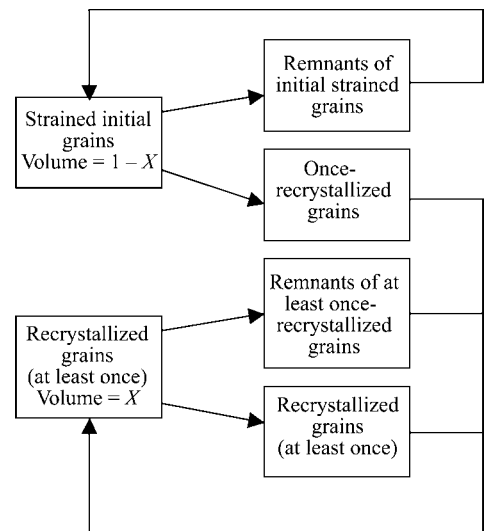 Remnants of
initial strained
grains
Strained initial
grains
Volume = 1 – X
Once-
recrystallized
grains
Remnants of at
least once-
recrystallized
grains
Recrystallized
grains
(at least once)
Volume = X
Recrystallized
grains
(at least once)